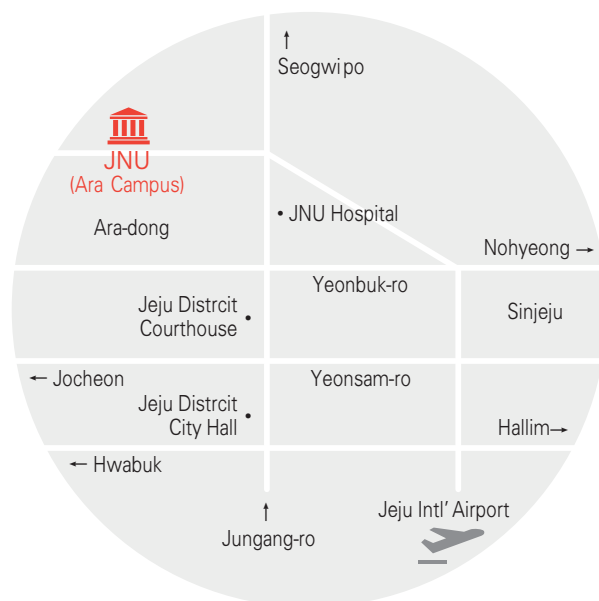 Seogwipo
JNU
(Ara Campus)
• JNU Hospital
Ara-dong
Nohyeong →
Yeonbuk-ro
Jeju Distrcit
Courthouse •
Sinjeju
← Jocheon
Yeonsam-ro
Jeju Distrcit
City Hall •
Hallim→
← Hwabuk
Jeju Intl’ Airport
Jungang-ro